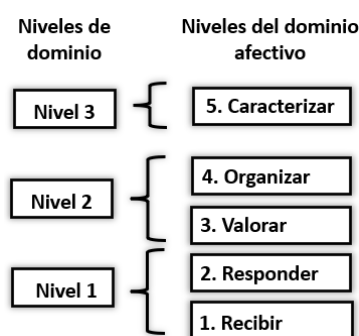 Niveles de
dominio
Niveles del dominio
afectivo
Nivel 3
5. Caracterizar
Nivel 2
4. Organizar
3. Valorar
Nivel 1
2. Responder
1. Recibir